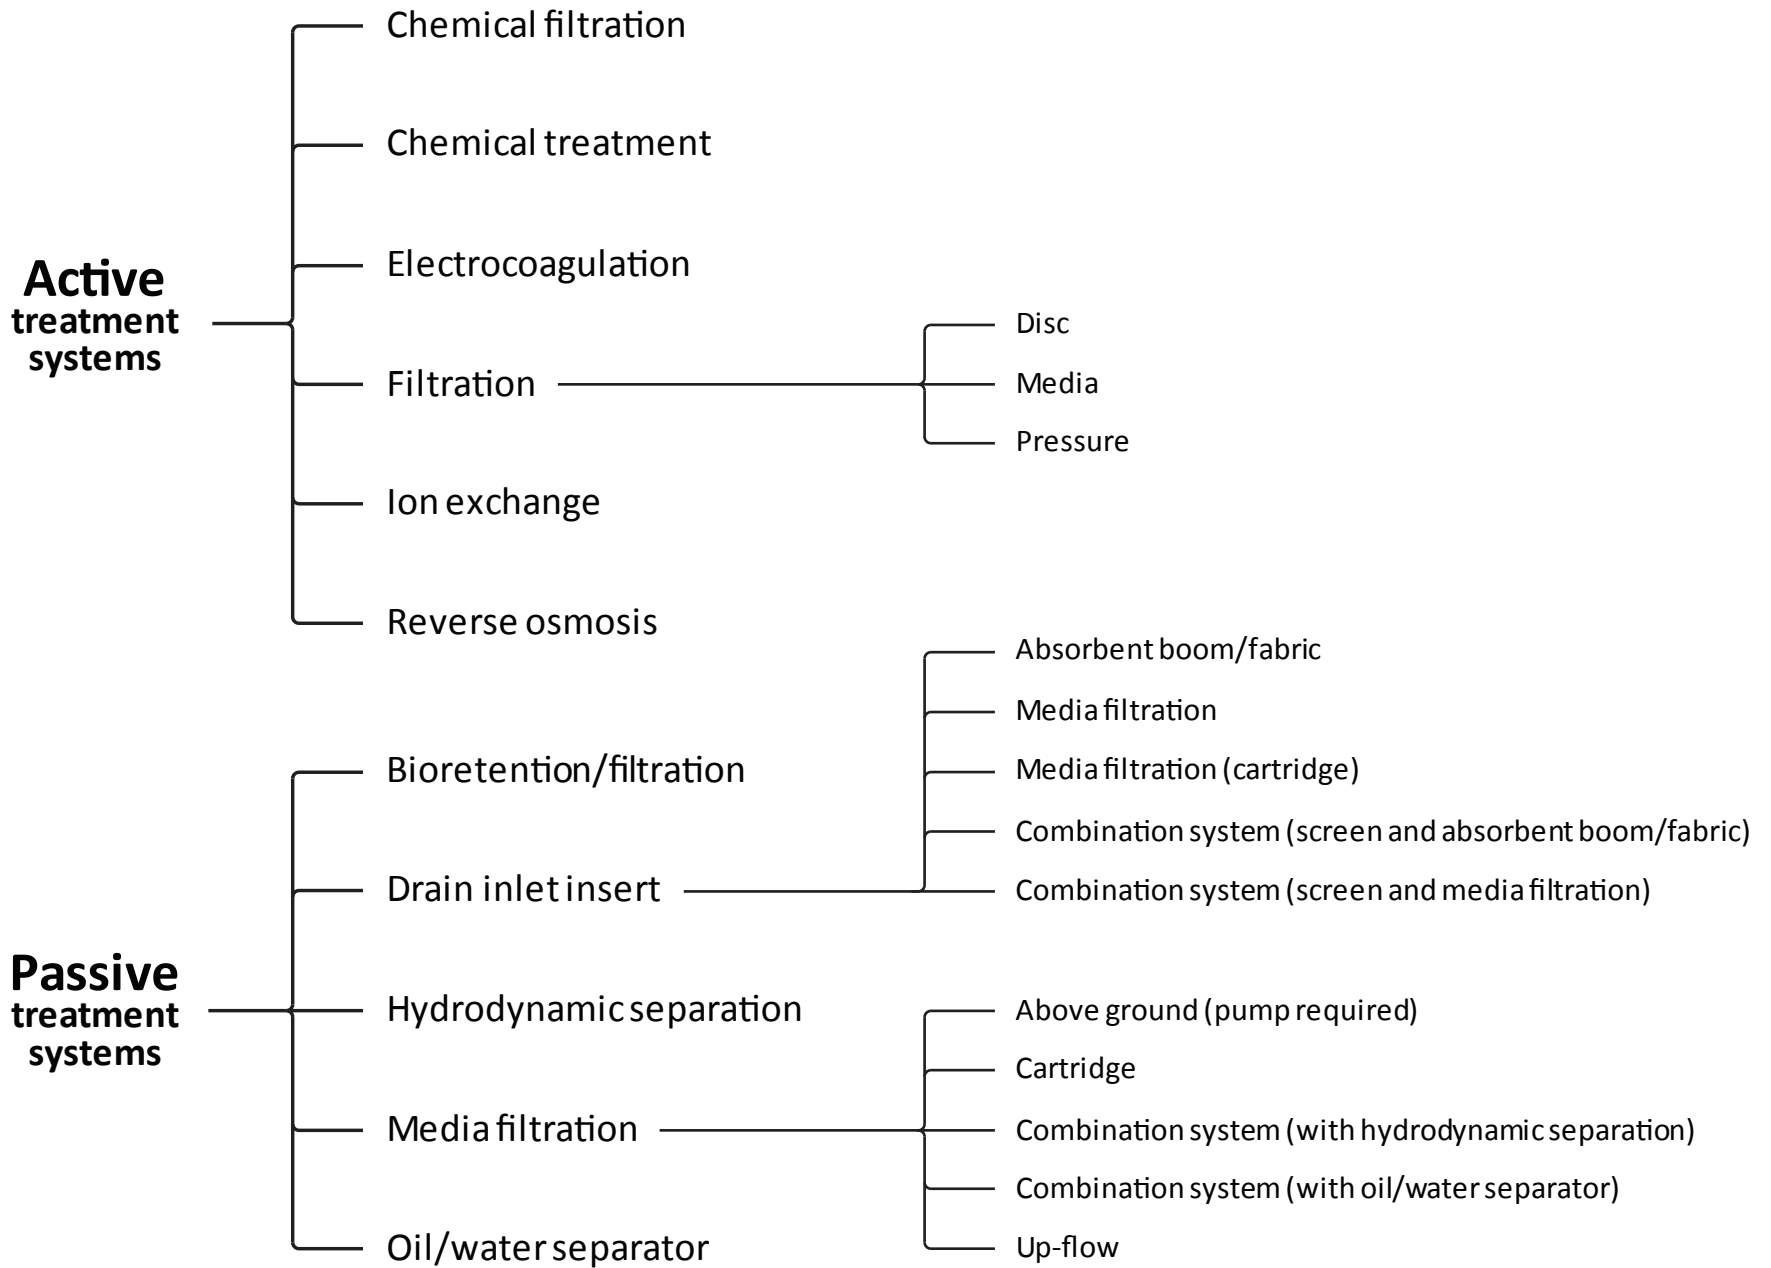 Active
treatment
systems
Chemical filtration
Chemical treatment
Electrocoagulation
Filtration
Disc
Media
Pressure
Ion exchange
Reverse osmosis
Passive
treatment
systems
Bioretention/filtration
Drain inlet insert
Absorbent boom/fabric
Media filtration
Media filtration (cartridge)
Combination system (screen and absorbent boom/fabric)
Combination system (screen and media filtration)
Hydrodynamic separation
Media filtration
Above ground (pump required)
Cartridge
Combination system (with hydrodynamic separation)
Combination system (with oil/water separator)
Up-flow
Oil/water separator